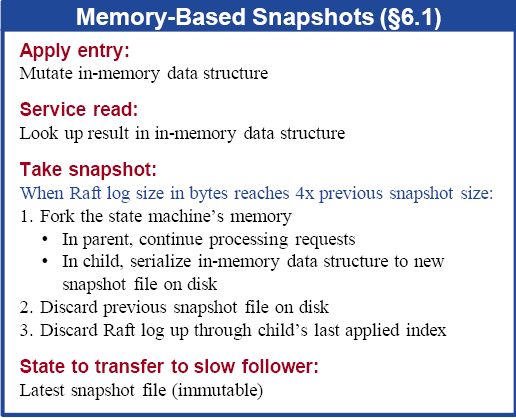 Memory-Based Snapshots (§6.1)
Apply entry:
Mutate in-memory data structure
Service read:
Look up result in in-memory data structure
Take snapshot:
When Raft log size in bytes reaches 4x previous snapshot size:
1. Fork the state machine's memory
• In parent, continue processing requests
• In child, serialize in-memory data structure to new
snapshot file on disk
2. Discard previous snapshot file on disk
3. Discard Raft log up through child's last applied index
State to transfer to slow follower:
Latest snapshot file (immutable)